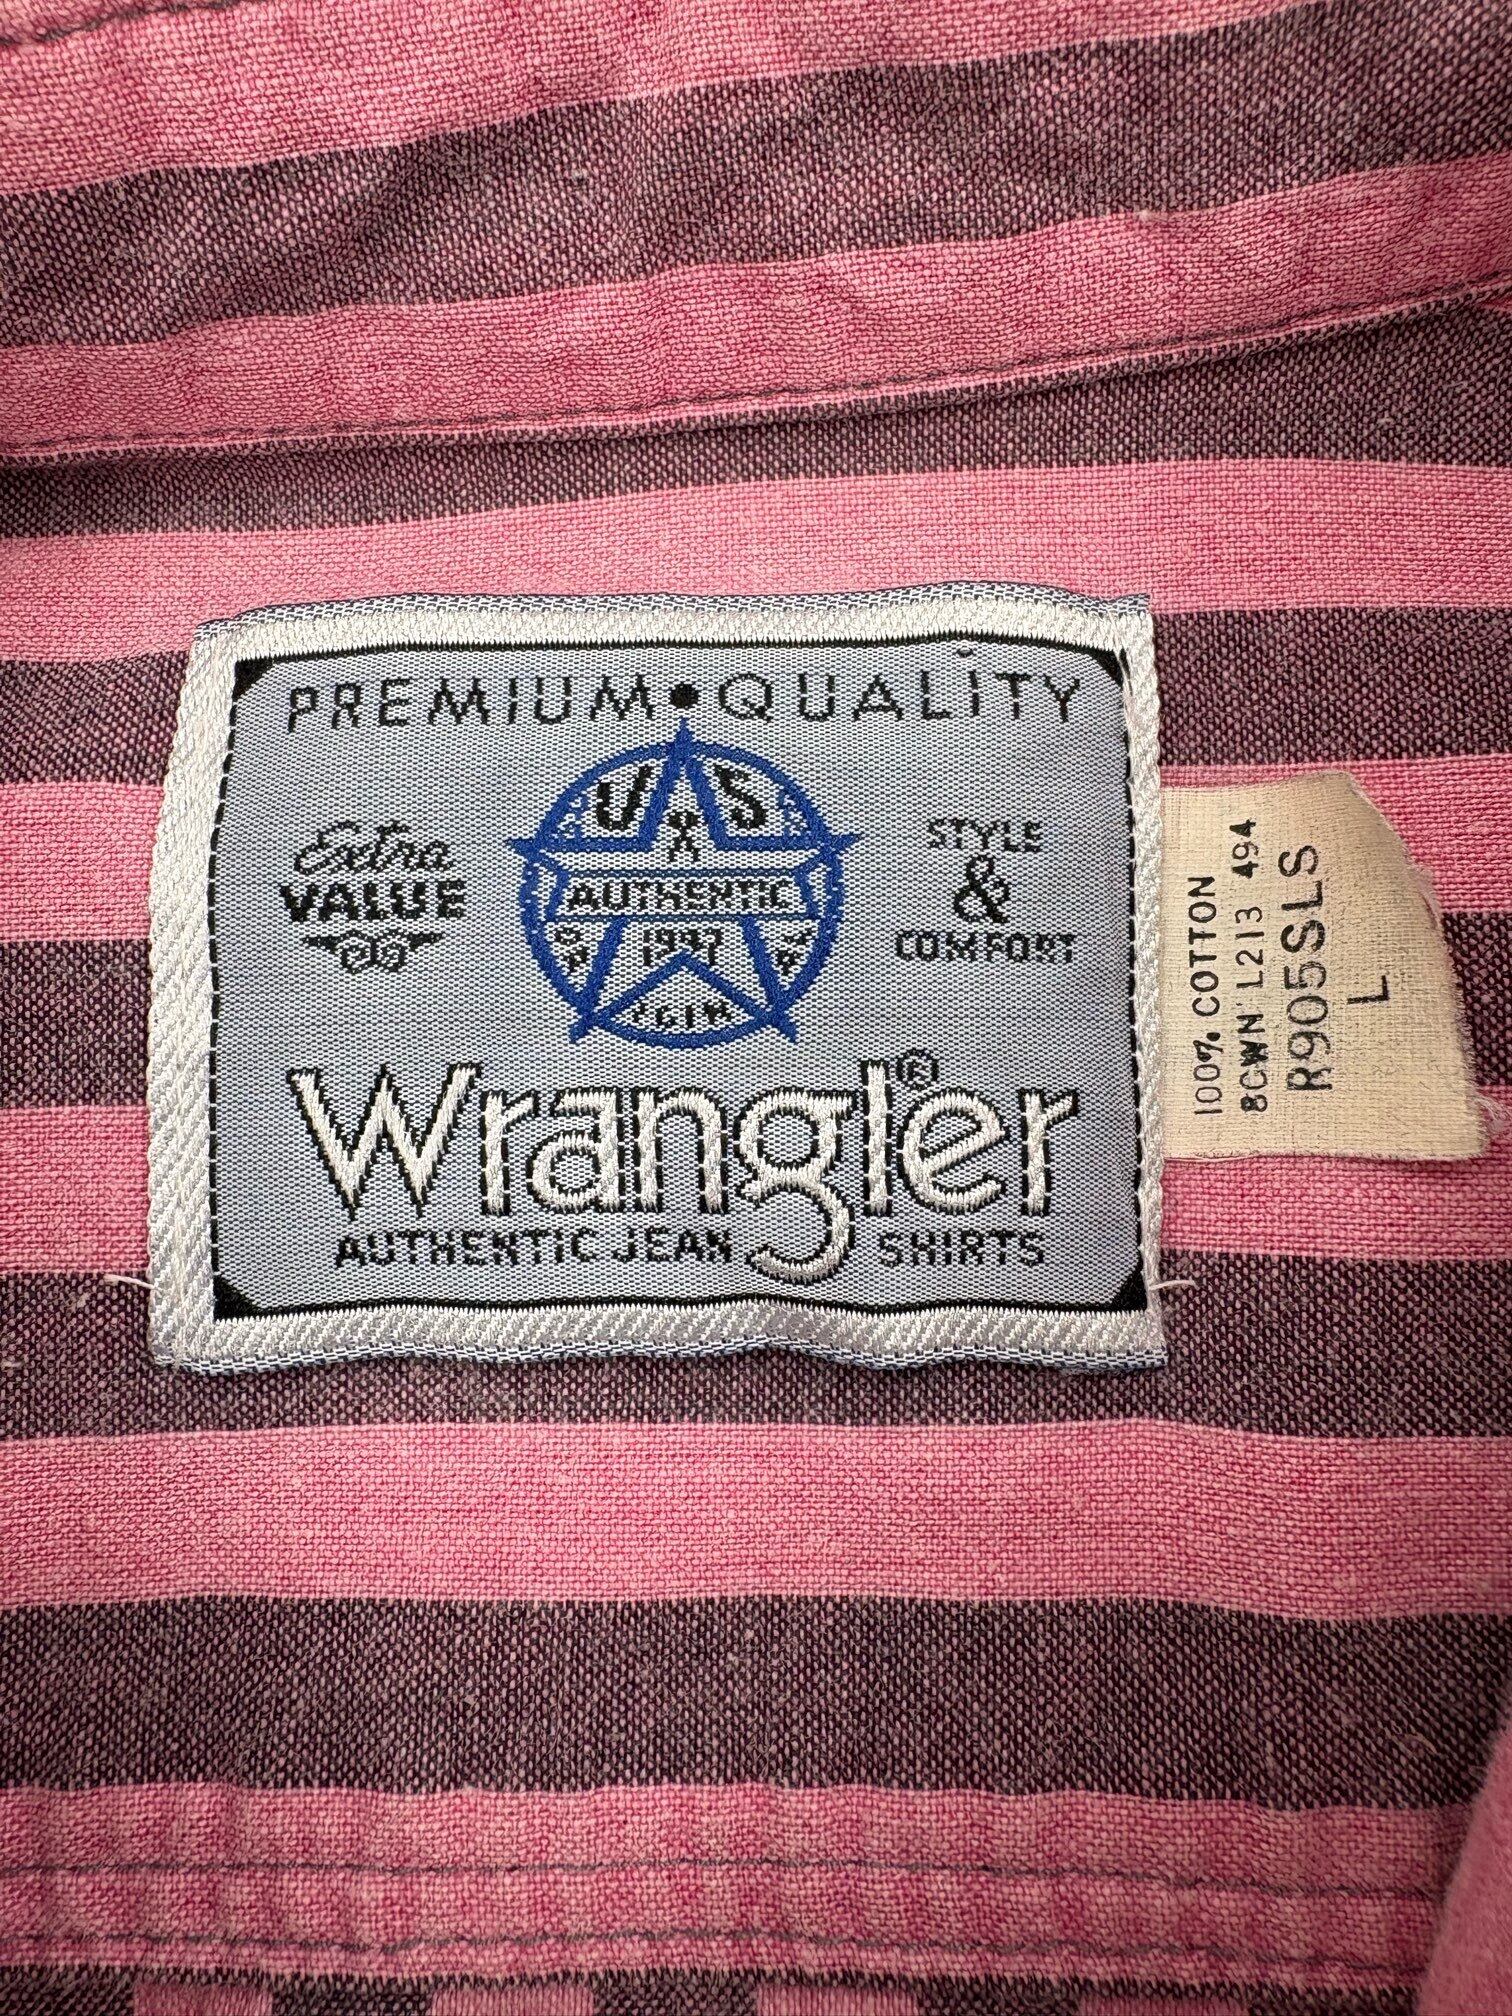 PREMIUM • QUALITY
U S
Extra
VALUE
AUTHENTIC
1947
STYLE
&
COMFORT
Wrangler®
AUTHENTIC JEAN SHIRTS
100% COTTON
8CWN L213 494
R905SLS
L